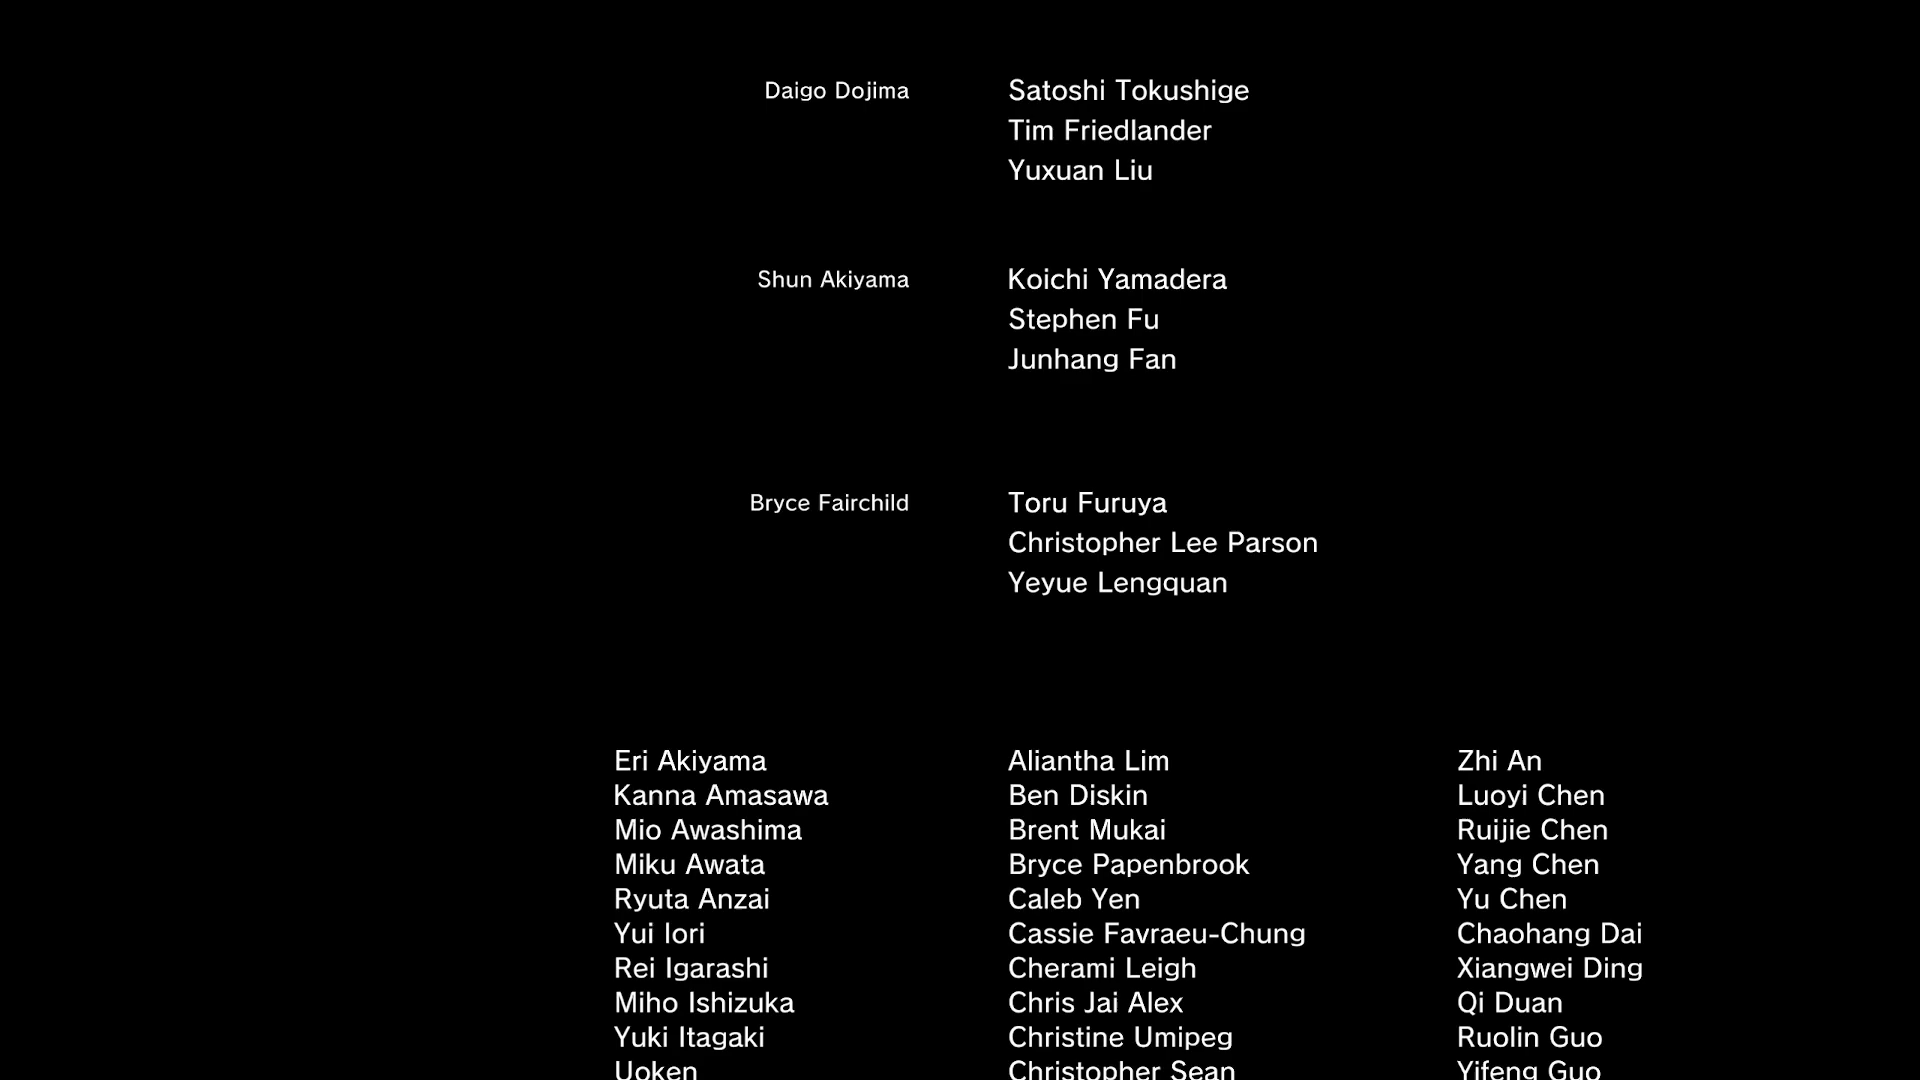 Daigo Dojima Satoshi Tokushige
Tim Friedlander
Yuxuan Liu
Shun Akiyama Koichi Yamadera
Stephen Fu
Junhang Fan
Bryce Fairchild Toru Furuya
Christopher Lee Parson
Yeyue Lengquan
Eri Akiyama Aliantha Lim Zhi An
Kanna Amasawa Ben Diskin Luoyi Chen
Mio Awashima Brent Mukai Ruijie Chen
Miku Awata Bryce Papenbrook Yang Chen
Ryuta Anzai Caleb Yen Yu Chen
Yui Iori Cassie Favraeu-Chung Chaohang Dai
Rei Igarashi Cherami Leigh Xiangwei Ding
Miho Ishizuka Chris Jai Alex Qi Duan
Yuki Itagaki Christine Umipeg Ruolin Guo
Uoken Christopher Sean Yifeng Guo